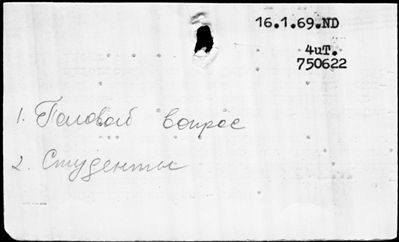 16.1.69.ND
4uT.
750622
1. Половой вопрос
2. Студенты